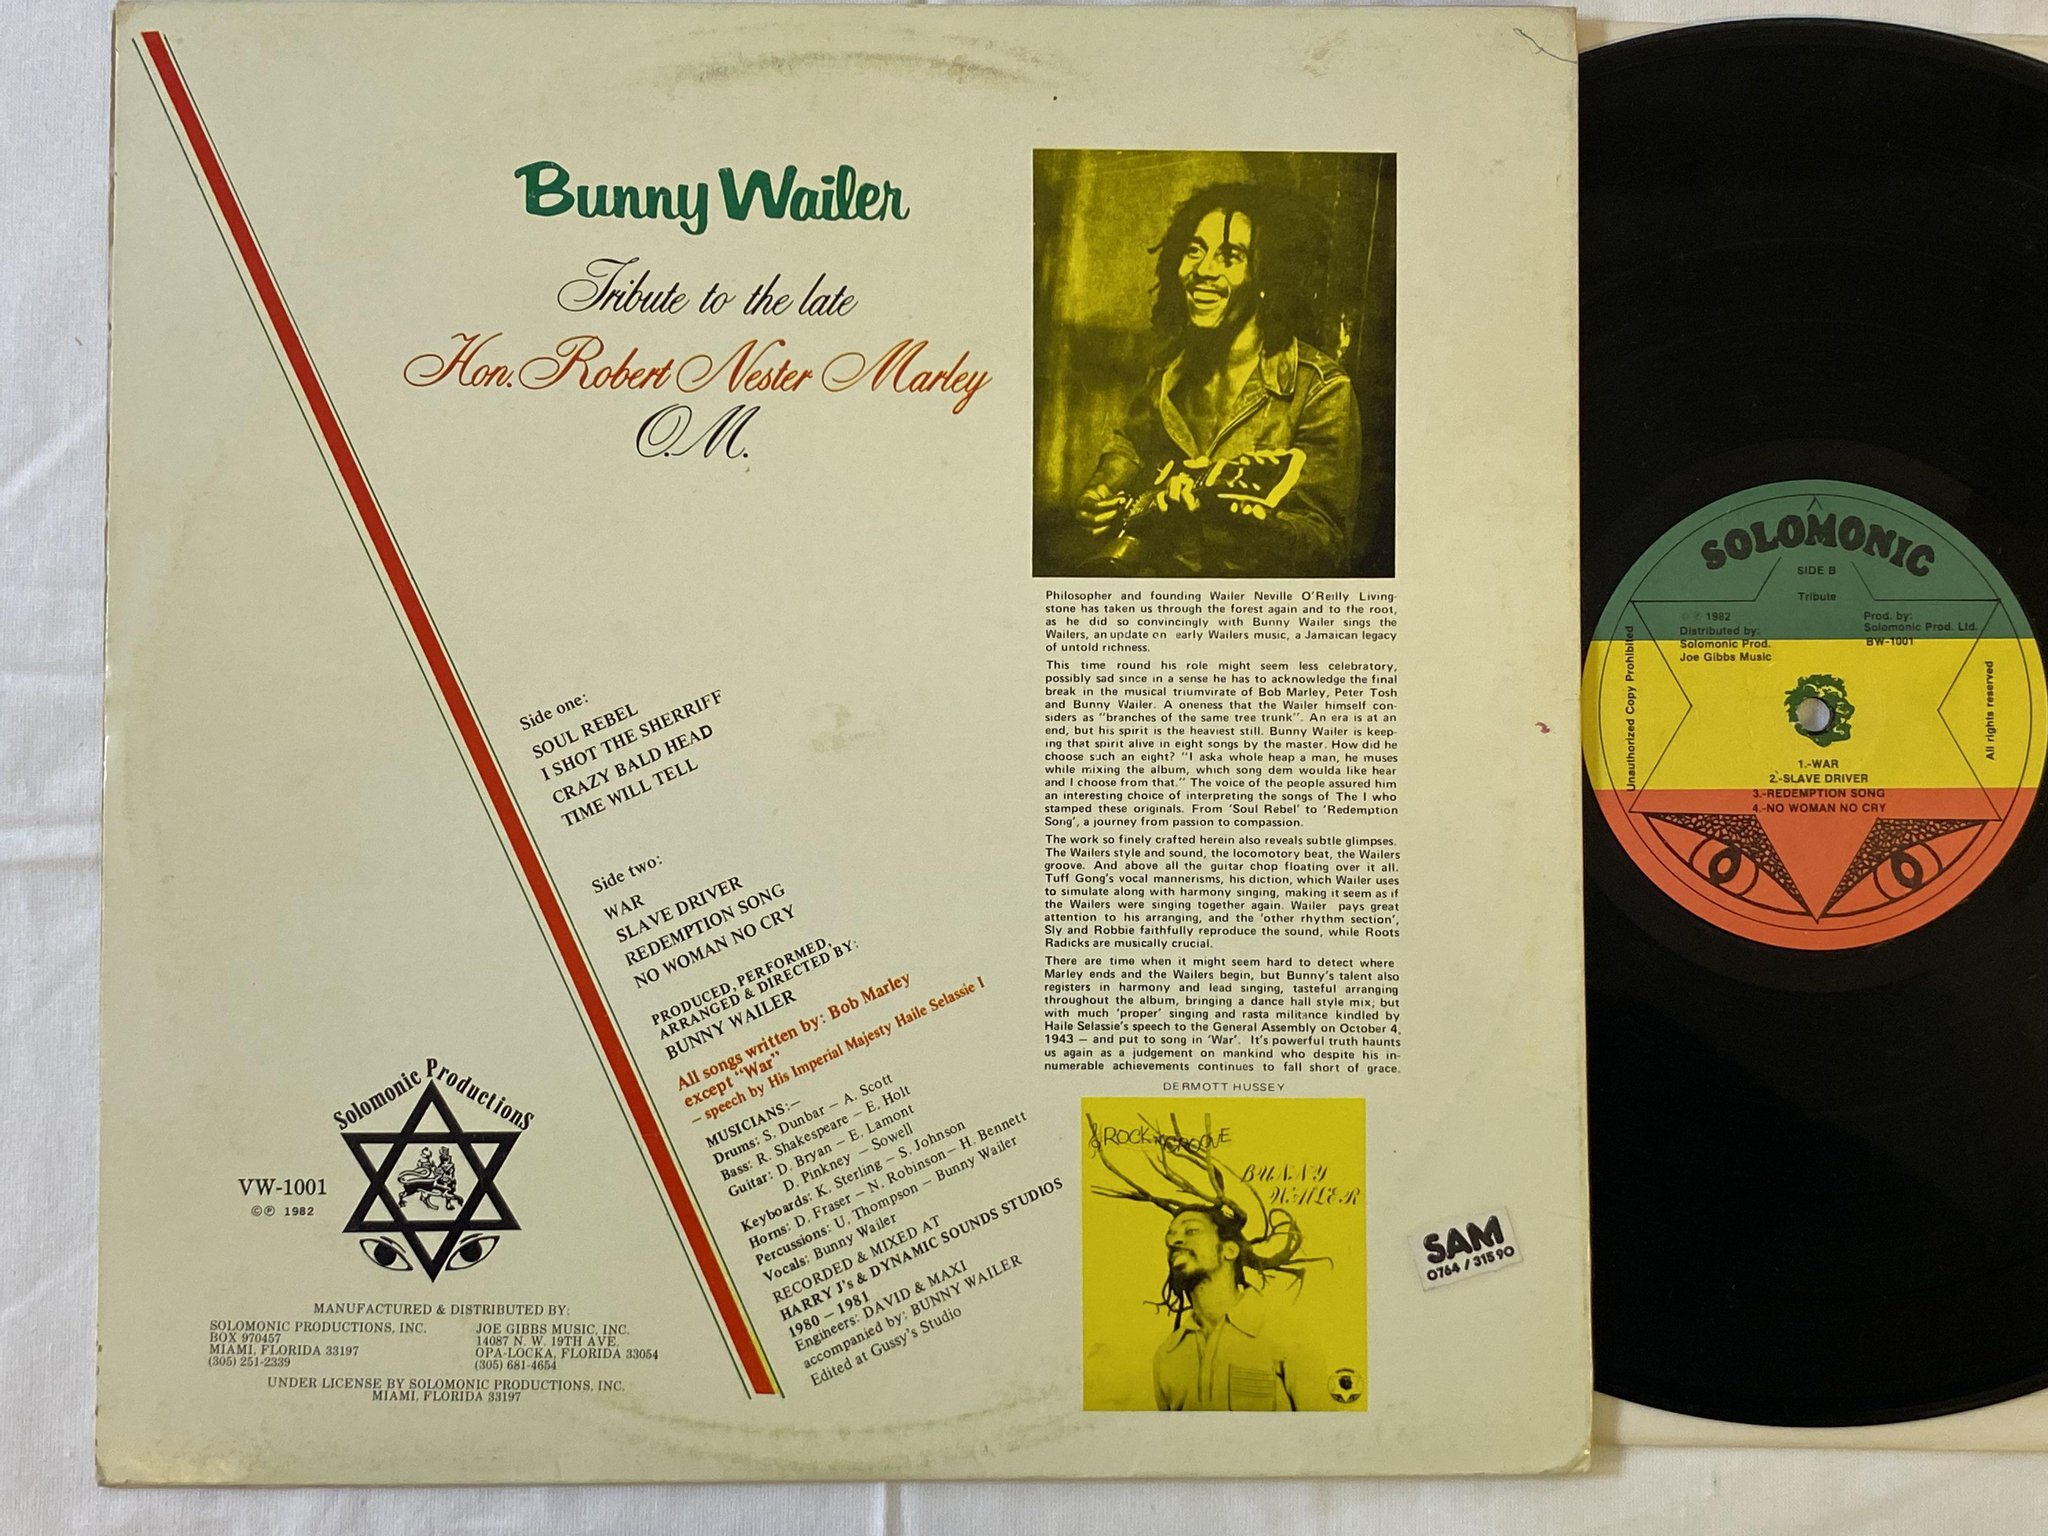 Bunny Wailer
Tribute to the late
Hon. Robert Nester Marley
O.M.
Side one:
SOUL REBEL
I SHOT THE SHERRIFF
CRAZY BALD HEAD
TIME WILL TELL
Side two:
WAR
SLAVE DRIVER
REDEMPTION SONG
NO WOMAN NO CRY
PRODUCED, PERFORMED,
ARRANGED & DIRECTED BY:
BUNNY WAILER
All songs written by: Bob Marley
except "War"
– speech by His Imperial Majesty Haile Selassie I
MUSICIANS:–
Drums: S. Dunbar – A. Scott
Bass: R. Shakespeare – E. Holt
Guitar: D. Bryan – E. Lamont
D. Pinkney – Sowell
Keyboards: K. Sterling – S. Johnson
Horns: D. Fraser – N. Robinson – H. Bennett
Percussions: U. Thompson – Bunny Wailer
Vocals: Bunny Wailer
RECORDED & MIXED AT
HARRY J's & DYNAMIC SOUNDS STUDIOS
1980 – 1981
Engineers: DAVID & MAXI
accompanied by: BUNNY WAILER
Edited at Gussy's Studio
Solomonic Productions
VW-1001
©℗ 1982
MANUFACTURED & DISTRIBUTED BY:
SOLOMONIC PRODUCTIONS, INC.
BOX 970457
MIAMI, FLORIDA 33197
(305) 251-2339
JOE GIBBS MUSIC, INC.
14087 N. W. 19TH AVE.
OPA-LOCKA, FLORIDA 33054
(305) 681-4654
UNDER LICENSE BY SOLOMONIC PRODUCTIONS, INC.
MIAMI, FLORIDA 33197
Philosopher and founding Wailer Neville O'Reilly Living-
stone has taken us through the forest again and to the root,
as he did so convincingly with Bunny Wailer sings the
Wailers, an update on early Wailers music, a Jamaican legacy
of untold richness.
This time round his role might seem less celebratory,
possibly sad since in a sense he has to acknowledge the final
break in the musical triumvirate of Bob Marley, Peter Tosh
and Bunny Wailer. A oneness that the Wailer himself con-
siders as "branches of the same tree trunk". An era is at an
end, but his spirit is the heaviest still. Bunny Wailer is keep-
ing that spirit alive in eight songs by the master. How did he
choose such an eight? "I aska whole heap a man, he muses
while mixing the album, which song dem woulda like hear
and I choose from that." The voice of the people assured him
an interesting choice of interpreting the songs of The I who
stamped these originals. From 'Soul Rebel' to 'Redemption
Song', a journey from passion to compassion.
The work so finely crafted herein also reveals subtle glimpses.
The Wailers style and sound, the locomotory beat, the Wailers
groove. And above all the guitar chop floating over it all.
Tuff Gong's vocal mannerisms, his diction, which Wailer uses
to simulate along with harmony singing, making it seem as if
the Wailers were singing together again. Wailer pays great
attention to his arranging, and the 'other rhythm section',
Sly and Robbie faithfully reproduce the sound, while Roots
Radicks are musically crucial.
There are time when it might seem hard to detect where
Marley ends and the Wailers begin, but Bunny's talent also
registers in harmony and lead singing, tasteful arranging
throughout the album, bringing a dance hall style mix; but
with much 'proper' singing and rasta militance kindled by
Haile Selassie's speech to the General Assembly on October 4,
1943 – and put to song in 'War'. It's powerful truth haunts
us again as a judgement on mankind who despite his in-
numerable achievements continues to fall short of grace.
DERMOTT HUSSEY
ROCK 'N' GROOVE
BUNNY
WAILER
SAM
0764 / 315 90
SOLOMONIC
SIDE B
Tribute
©℗ 1982
Distributed by:
Solomonic Prod.
Joe Gibbs Music
Prod. by:
Solomonic Prod. Ltd.
BW-1001
Unauthorized Copy Prohibited
All rights reserved
1.-WAR
2.-SLAVE DRIVER
3.-REDEMPTION SONG
4.-NO WOMAN NO CRY